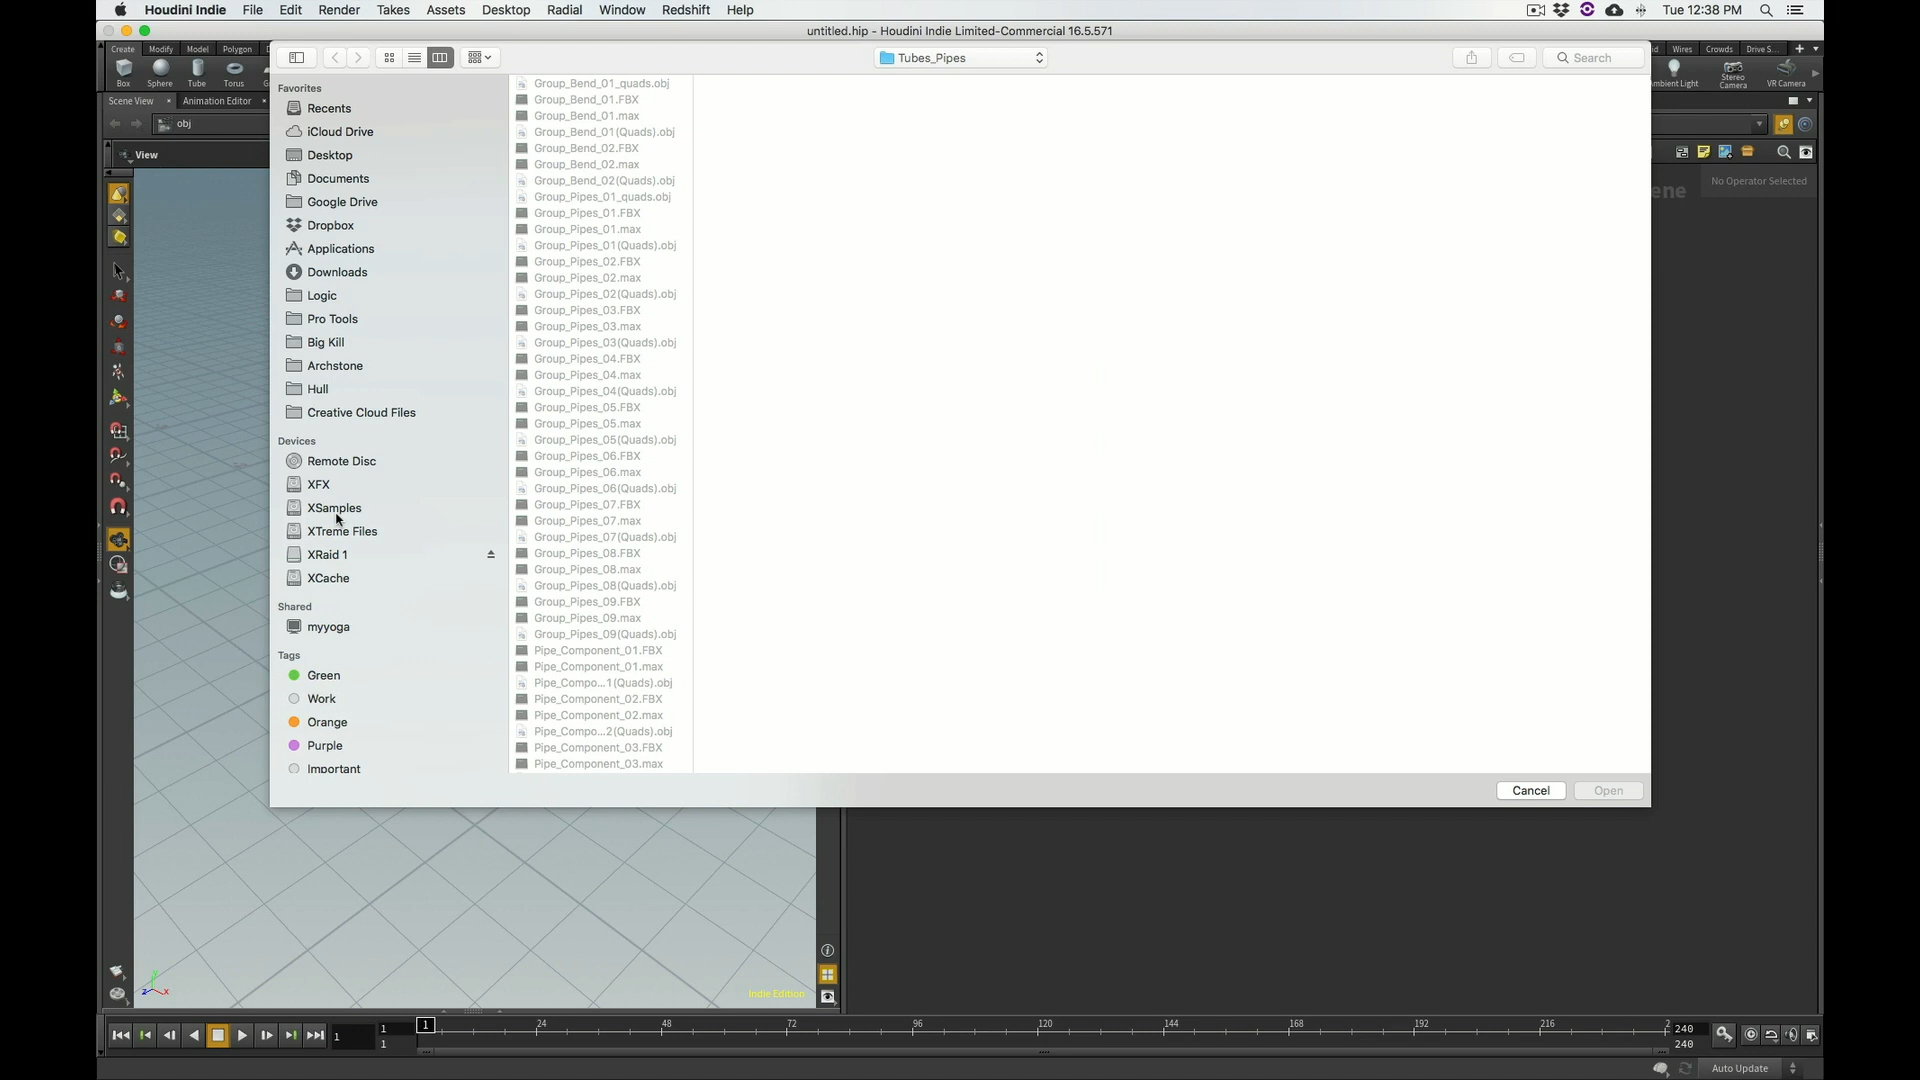 Houdini Indie File Edit Render Takes Assets Desktop Radial Window Redshift Help Tue 12:38 PM
untitled.hip - Houdini Indie Limited-Commercial 16.5.571
Create Modify Model Polygon Wires Crowds Drive S...
Box Sphere Tube Torus Stereo Camera VR Camera
Scene View Animation Editor
obj
View
No Operator Selected
Tubes_Pipes
Search
Favorites
Recents
iCloud Drive
Desktop
Documents
Google Drive
Dropbox
Applications
Downloads
Logic
Pro Tools
Big Kill
Archstone
Hull
Creative Cloud Files
Devices
Remote Disc
XFX
XSamples
XTreme Files
XRaid 1
XCache
Shared
myyoga
Tags
Green
Work
Orange
Purple
Important
Group_Bend_01_quads.obj
Group_Bend_01.FBX
Group_Bend_01.max
Group_Bend_01(Quads).obj
Group_Bend_02.FBX
Group_Bend_02.max
Group_Bend_02(Quads).obj
Group_Pipes_01_quads.obj
Group_Pipes_01.FBX
Group_Pipes_01.max
Group_Pipes_01(Quads).obj
Group_Pipes_02.FBX
Group_Pipes_02.max
Group_Pipes_02(Quads).obj
Group_Pipes_03.FBX
Group_Pipes_03.max
Group_Pipes_03(Quads).obj
Group_Pipes_04.FBX
Group_Pipes_04.max
Group_Pipes_04(Quads).obj
Group_Pipes_05.FBX
Group_Pipes_05.max
Group_Pipes_05(Quads).obj
Group_Pipes_06.FBX
Group_Pipes_06.max
Group_Pipes_06(Quads).obj
Group_Pipes_07.FBX
Group_Pipes_07.max
Group_Pipes_07(Quads).obj
Group_Pipes_08.FBX
Group_Pipes_08.max
Group_Pipes_08(Quads).obj
Group_Pipes_09.FBX
Group_Pipes_09.max
Group_Pipes_09(Quads).obj
Pipe_Component_01.FBX
Pipe_Component_01.max
Pipe_Compo...1(Quads).obj
Pipe_Component_02.FBX
Pipe_Component_02.max
Pipe_Compo...2(Quads).obj
Pipe_Component_03.FBX
Pipe_Component_03.max
Cancel Open
Indie Edition
z y x
1 1 1 24 48 72 96 120 144 168 192 216 2 240
1 240
Auto Update